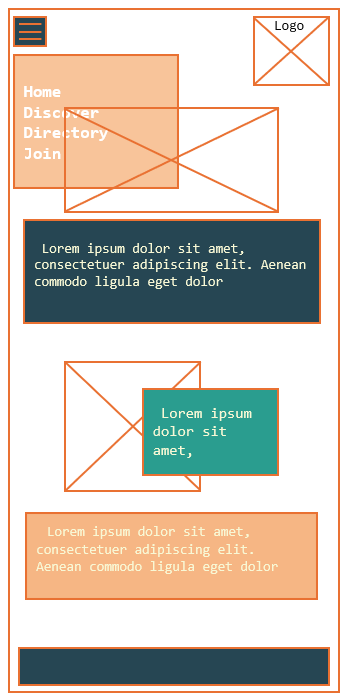 Logo
Home
Discover
Directory
Join
Lorem ipsum dolor sit amet,
consectetuer adipiscing elit. Aenean
commodo ligula eget dolor
Lorem ipsum
dolor sit
amet,
Lorem ipsum dolor sit amet,
consectetuer adipiscing elit.
Aenean commodo ligula eget dolor